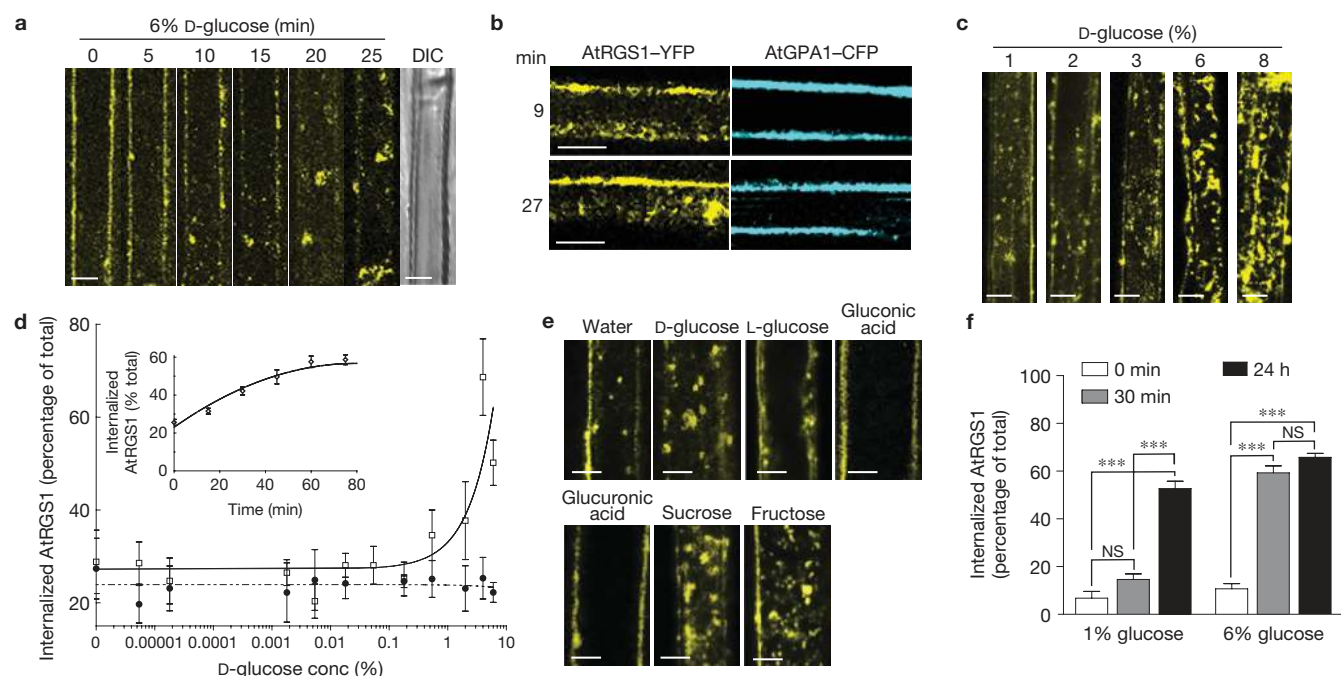 a
6% D-glucose (min)
0 5 10 15 20 25 DIC
b
min AtRGS1–YFP AtGPA1–CFP
9
27
c
D-glucose (%)
1 2 3 6 8
d
Internalized AtRGS1 (percentage of total)
80
60
40
20
0 0.00001 0.0001 0.001 0.01 0.1 1 10
D-glucose conc (%)
Internalized
AtRGS1 (% total)
60
40
20
0
0 20 40 60 80
Time (min)
e
Water D-glucose L-glucose Gluconic
acid
Glucuronic
acid Sucrose Fructose
f
0 min 24 h
30 min
Internalized AtRGS1
(percentage of total)
100
80
60
40
20
0
*** *** NS
*** *** NS
1% glucose 6% glucose